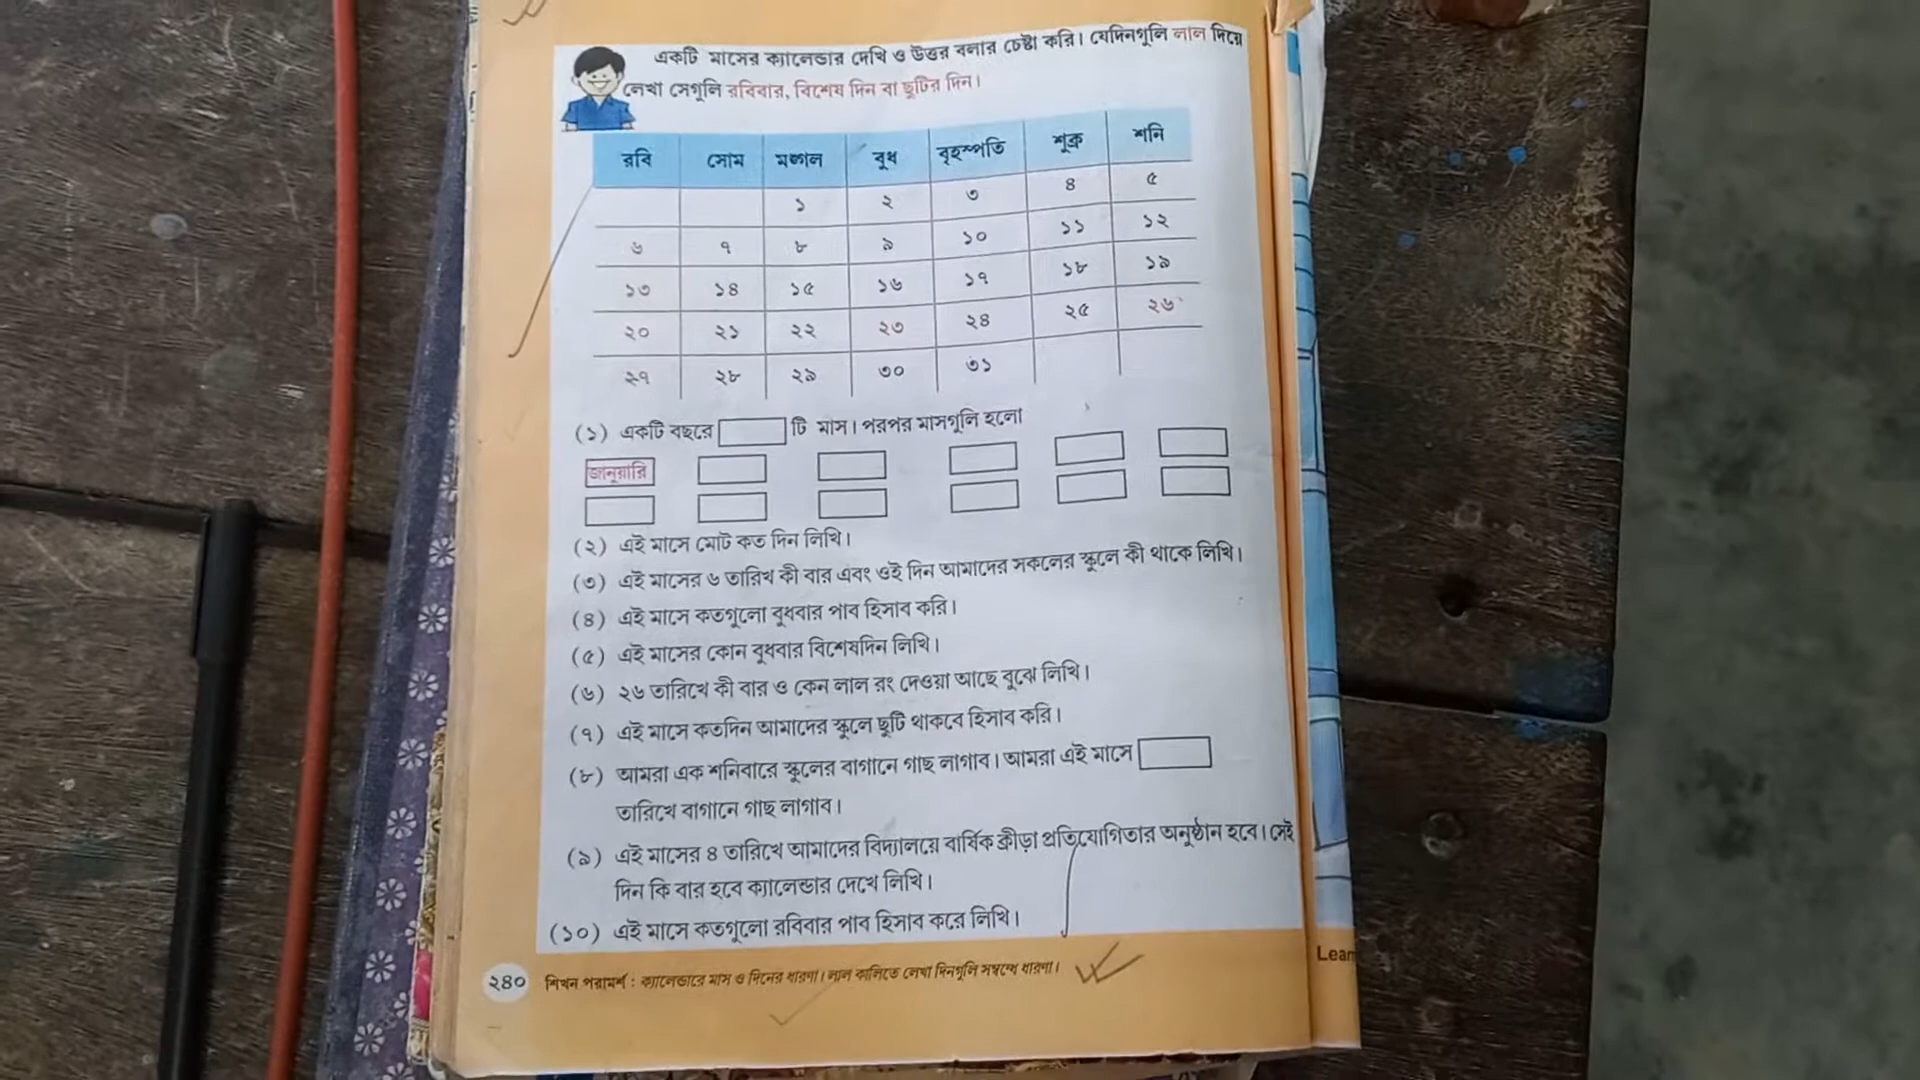 একটি মাসের ক্যালেন্ডার দেখি ও উত্তর বলার চেষ্টা করি। যেদিনগুলি লাল দিয়ে
লেখা সেগুলি রবিবার, বিশেষ দিন বা ছুটির দিন।
রবি সোম মঙ্গল বুধ বৃহস্পতি শুক্র শনি
১ ২ ৩ ৪ ৫
৬ ৭ ৮ ৯ ১০ ১১ ১২
১৩ ১৪ ১৫ ১৬ ১৭ ১৮ ১৯
২০ ২১ ২২ ২৩ ২৪ ২৫ ২৬
২৭ ২৮ ২৯ ৩০ ৩১
(১) একটি বছরে টি মাস। পরপর মাসগুলি হলো
জানুয়ারি
(২) এই মাসে মোট কত দিন লিখি।
(৩) এই মাসের ৬ তারিখ কী বার এবং ওই দিন আমাদের সকলের স্কুলে কী থাকে লিখি।
(৪) এই মাসে কতগুলো বুধবার পাব হিসাব করি।
(৫) এই মাসের কোন বুধবার বিশেষদিন লিখি।
(৬) ২৬ তারিখে কী বার ও কেন লাল রং দেওয়া আছে বুঝে লিখি।
(৭) এই মাসে কতদিন আমাদের স্কুলে ছুটি থাকবে হিসাব করি।
(৮) আমরা এক শনিবারে স্কুলের বাগানে গাছ লাগাব। আমরা এই মাসে
তারিখে বাগানে গাছ লাগাব।
(৯) এই মাসের ৪ তারিখে আমাদের বিদ্যালয়ে বার্ষিক ক্রীড়া প্রতিযোগিতার অনুষ্ঠান হবে। সেই
দিন কি বার হবে ক্যালেন্ডার দেখে লিখি।
(১০) এই মাসে কতগুলো রবিবার পাব হিসাব করে লিখি।
২৪০ শিখন পরামর্শ : ক্যালেন্ডারে মাস ও দিনের ধারণা। লাল কালিতে লেখা দিনগুলি সম্বন্ধে ধারণা।
Lear